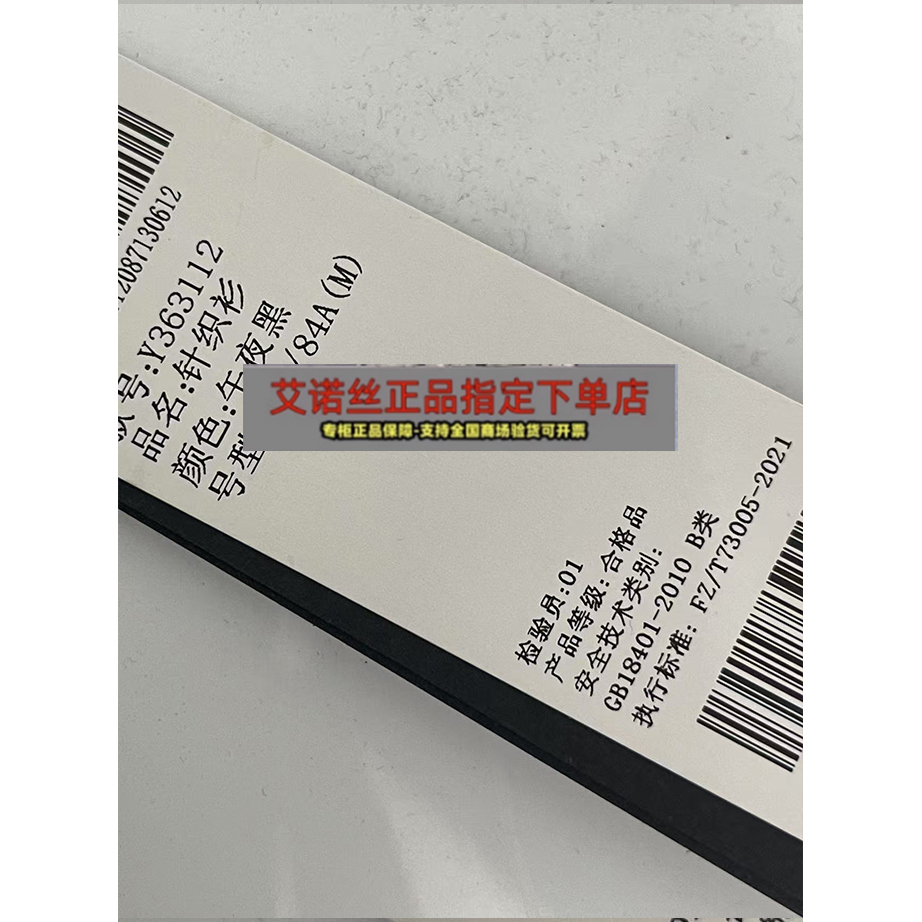 2087130612
款号:Y363112
品名:针织衫
颜色:午夜黑
号型
/84A(M)
艾诺丝正品指定下单店
专柜正品保障-支持全国商场验货可开票
检验员:01
产品等级:合格品
安全技术类别:
GB18401-2010 B类
执行标准: FZ/T73005-2021